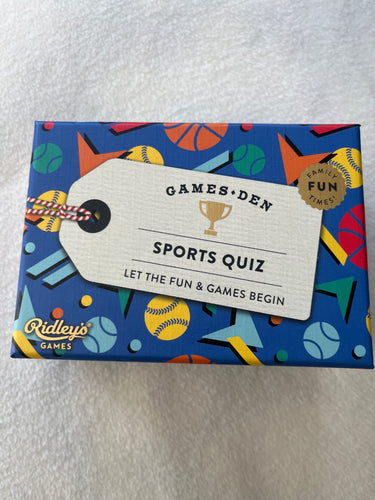 GAMES DEN
FAMILY
FUN
TIMES!
SPORTS QUIZ
LET THE FUN & GAMES BEGIN
Ridley's®
GAMES